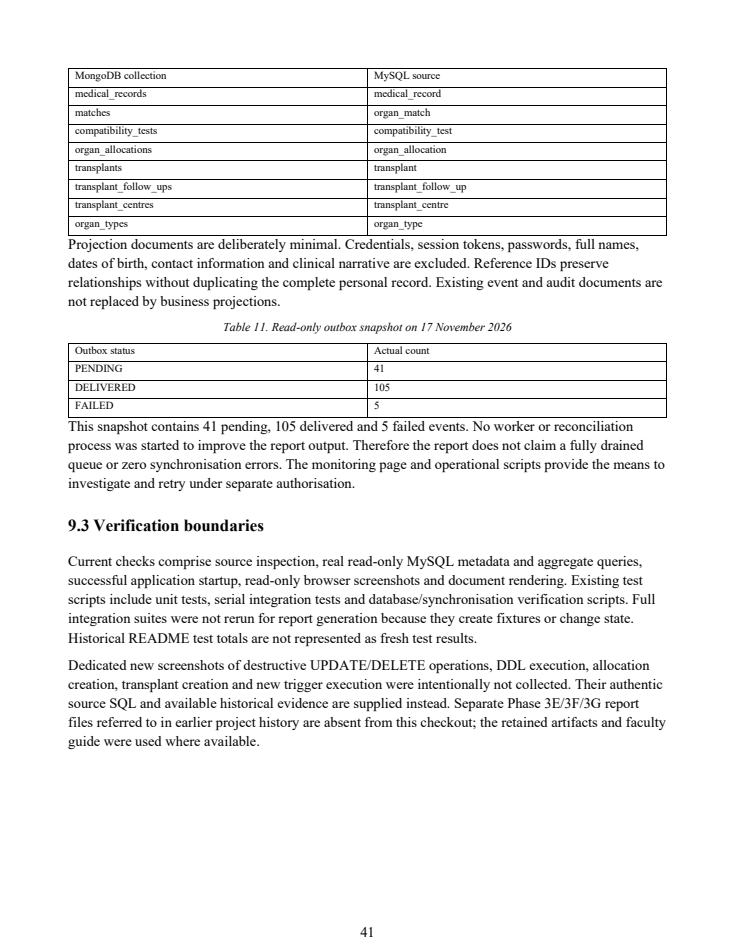 MongoDB collection MySQL source
medical_records medical_record
matches organ_match
compatibility_tests compatibility_test
organ_allocations organ_allocation
transplants transplant
transplant_follow_ups transplant_follow_up
transplant_centres transplant_centre
organ_types organ_type
Projection documents are deliberately minimal. Credentials, session tokens, passwords, full names,
dates of birth, contact information and clinical narrative are excluded. Reference IDs preserve
relationships without duplicating the complete personal record. Existing event and audit documents are
not replaced by business projections.
Table 11. Read-only outbox snapshot on 17 November 2026
Outbox status Actual count
PENDING 41
DELIVERED 105
FAILED 5
This snapshot contains 41 pending, 105 delivered and 5 failed events. No worker or reconciliation
process was started to improve the report output. Therefore the report does not claim a fully drained
queue or zero synchronisation errors. The monitoring page and operational scripts provide the means to
investigate and retry under separate authorisation.
9.3 Verification boundaries
Current checks comprise source inspection, real read-only MySQL metadata and aggregate queries,
successful application startup, read-only browser screenshots and document rendering. Existing test
scripts include unit tests, serial integration tests and database/synchronisation verification scripts. Full
integration suites were not rerun for report generation because they create fixtures or change state.
Historical README test totals are not represented as fresh test results.
Dedicated new screenshots of destructive UPDATE/DELETE operations, DDL execution, allocation
creation, transplant creation and new trigger execution were intentionally not collected. Their authentic
source SQL and available historical evidence are supplied instead. Separate Phase 3E/3F/3G report
files referred to in earlier project history are absent from this checkout; the retained artifacts and faculty
guide were used where available.
41